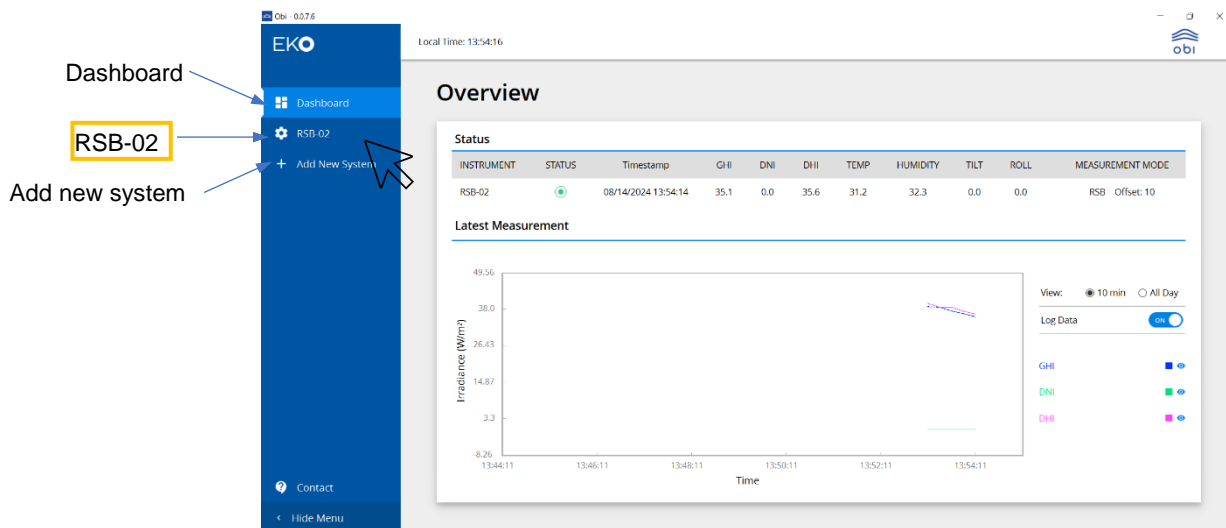 Obi - 0.0.7.6
EKO
Local Time: 13:54:16
obi
Dashboard
RSB-02
Add new system
Dashboard
RSB-02
Add New System
Contact
Hide Menu
Overview
Status
INSTRUMENT STATUS Timestamp GHI DNI DHI TEMP HUMIDITY TILT ROLL MEASUREMENT MODE
RSB-02 08/14/2024 13:54:14 35.1 0.0 35.6 31.2 32.3 0.0 0.0 RSB Offset: 10
Latest Measurement
49.56
38.0
26.43
14.87
3.3
-8.26
Irradiance (W/m²)
13:44:11 13:46:11 13:48:11 13:50:11 13:52:11 13:54:11
Time
View: 10 min All Day
Log Data ON
GHI
DNI
DHI